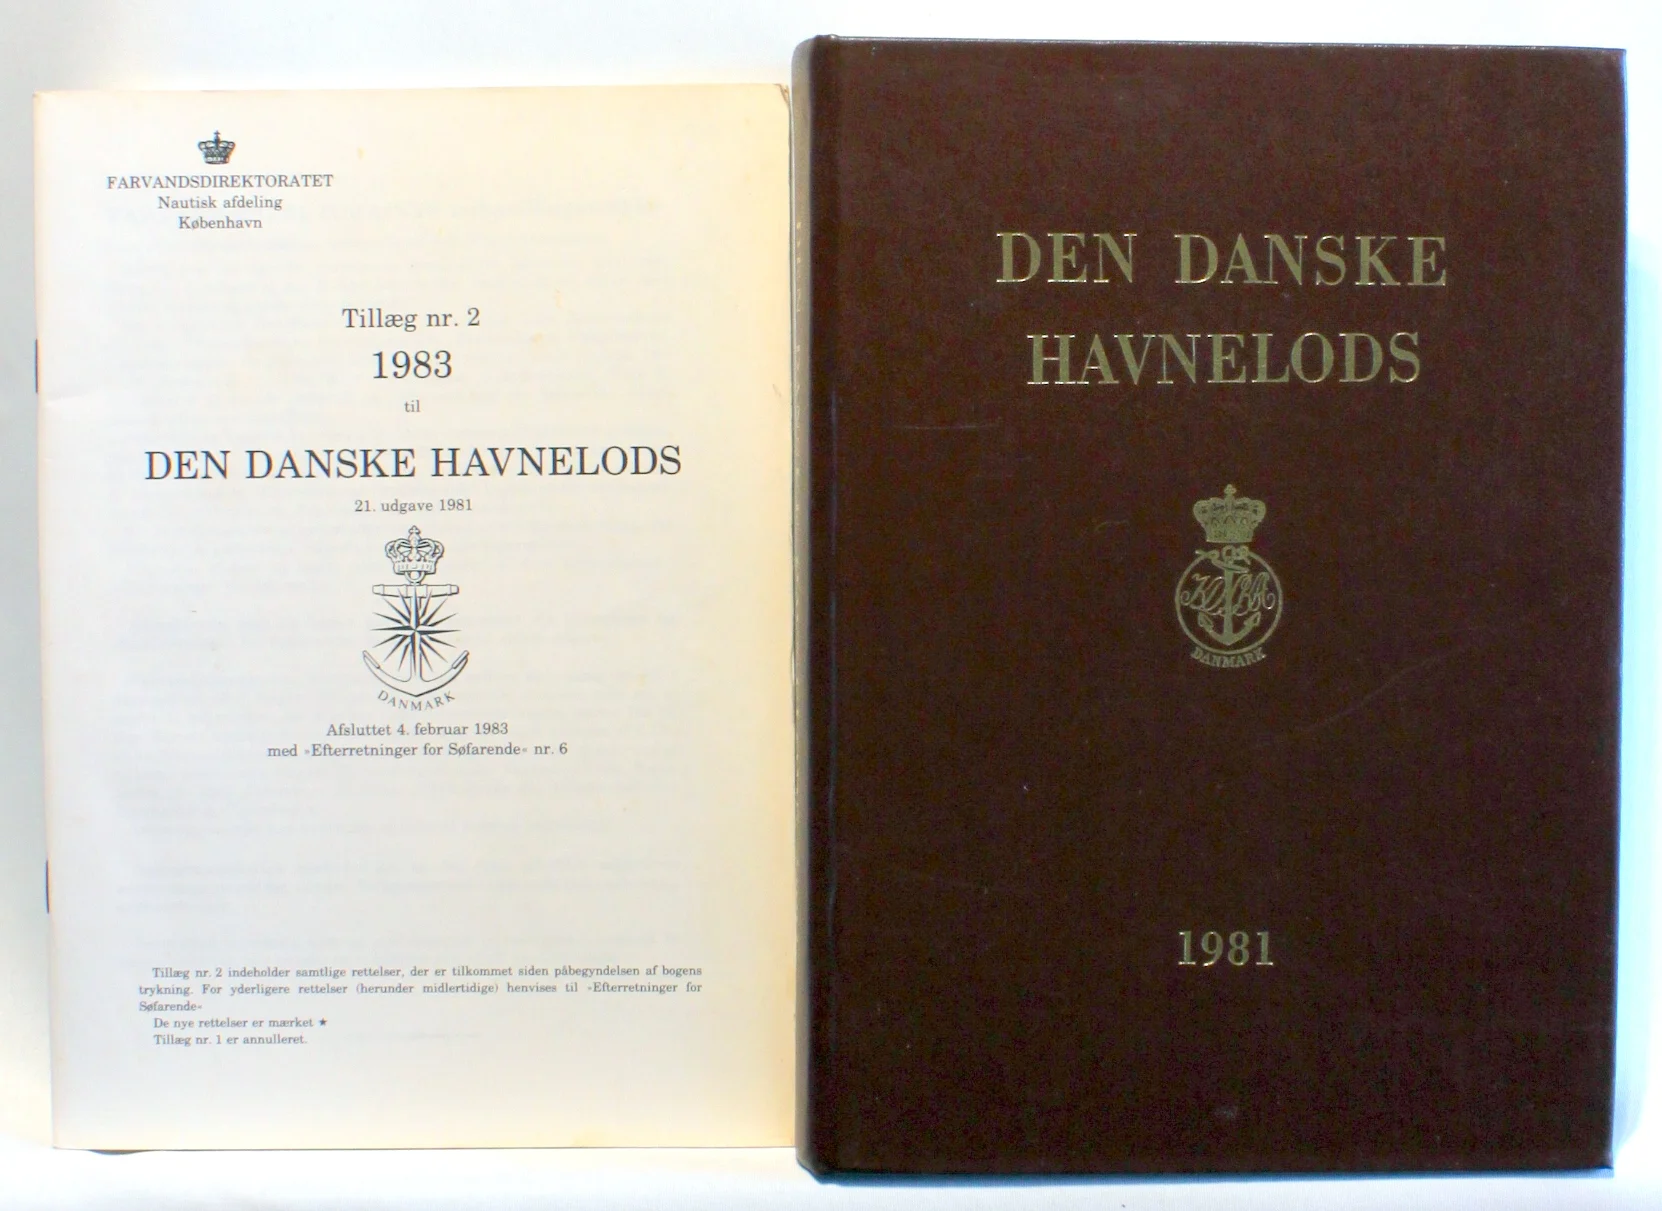 FARVANDSDIREKTORATET
Nautisk afdeling
København
Tillæg nr. 2
1983
til
DEN DANSKE HAVNELODS
21. udgave 1981
DANMARK
Afsluttet 4. februar 1983
med »Efterretninger for Søfarende« nr. 6
Tillæg nr. 2 indeholder samtlige rettelser, der er tilkommet siden påbegyndelsen af bogens
trykning. For yderligere rettelser (herunder midlertidige) henvises til »Efterretninger for
Søfarende«
De nye rettelser er mærket ★
Tillæg nr. 1 er annulleret.
DEN DANSKE
HAVNELODS
DANMARK
1981